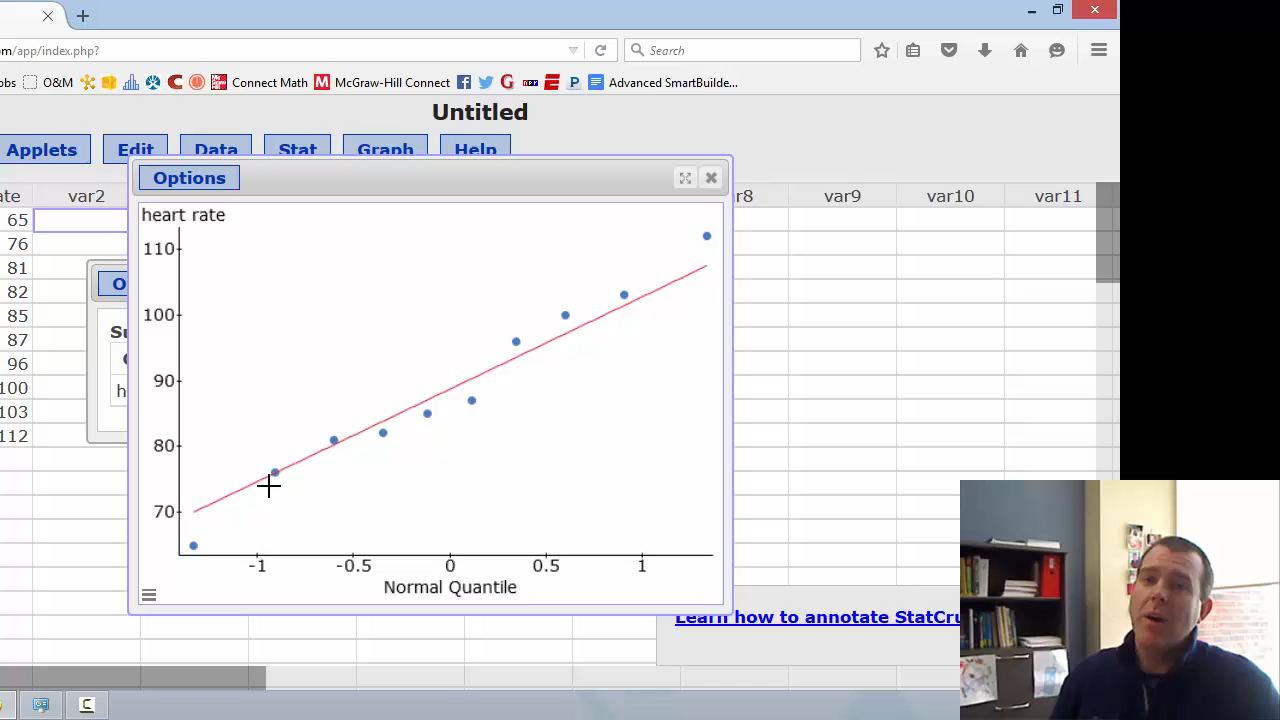 m/app/index.php?
Search
obs O&M Connect Math McGraw-Hill Connect Advanced SmartBuilde...
Untitled
Applets Edit Data Stat Graph Help
Options
ate var2 r8 var9 var10 var11
65
76
81
82
85
87
96
100
103
112
O
Su
h
heart rate
110
100
90
80
70
-1 -0.5 0 0.5 1
Normal Quantile
Learn how to annotate StatCru